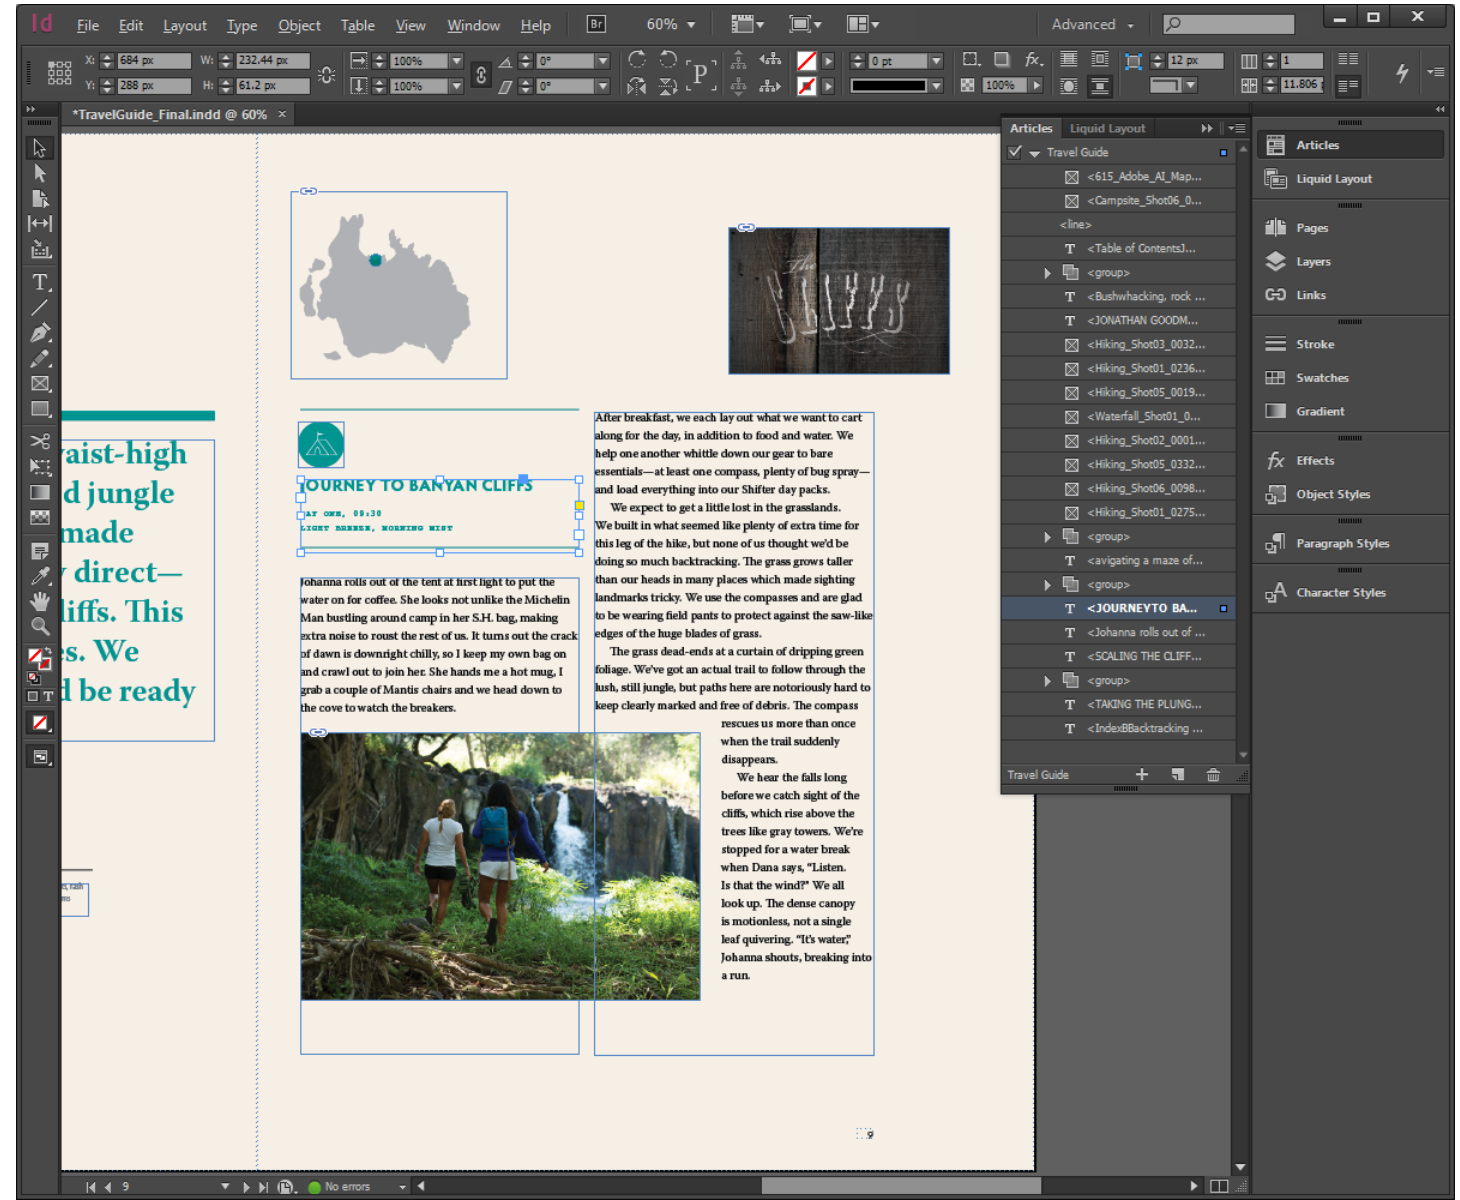 Id File Edit Layout Type Object Table View Window Help Br 60% Advanced
X: 684 px W: 232.44 px 100% 0° 0 pt fx. 12 px 1
Y: 288 px H: 61.2 px 100% 0° P 100% 11.806
*TravelGuide_Final.indd @ 60% ×
Articles Liquid Layout
Travel Guide
<615_Adobe_AI_Map...
<Campsite_Shot06_0...
<line>
T <Table of ContentsJ...
<group>
T <Bushwhacking, rock ...
T <JONATHAN GOODM...
<Hiking_Shot03_0032...
<Hiking_Shot01_0236...
<Hiking_Shot05_0019...
<Waterfall_Shot01_0...
<Hiking_Shot02_0001...
<Hiking_Shot05_0332...
<Hiking_Shot06_0098...
<Hiking_Shot01_0275...
<group>
T <avigating a maze of...
<group>
T <JOURNEYTO BA...
T <Johanna rolls out of ...
T <SCALING THE CLIFF...
<group>
T <TAKING THE PLUNG...
T <IndexBBacktracking ...
Travel Guide
Articles
Liquid Layout
Pages
Layers
Links
Stroke
Swatches
Gradient
fx Effects
Object Styles
Paragraph Styles
A Character Styles
aist-high
d jungle
made
direct—
liffs. This
es. We
d be ready
The
JOURNEY TO BANYAN CLIFFS
DAY ONE, 09:30
LIGHT BREEZE, MORNING MIST
Johanna rolls out of the tent at first light to put the
water on for coffee. She looks not unlike the Michelin
Man bustling around camp in her S.H. bag, making
extra noise to roust the rest of us. It turns out the crack
of dawn is downright chilly, so I keep my own bag on
and crawl out to join her. She hands me a hot mug, I
grab a couple of Mantis chairs and we head down to
the cove to watch the breakers.
After breakfast, we each lay out what we want to cart
along for the day, in addition to food and water. We
help one another whittle down our gear to bare
essentials—at least one compass, plenty of bug spray—
and load everything into our Shifter day packs.
We expect to get a little lost in the grasslands.
We built in what seemed like plenty of extra time for
this leg of the hike, but none of us thought we'd be
doing so much backtracking. The grass grows taller
than our heads in many places which made sighting
landmarks tricky. We use the compasses and are glad
to be wearing field pants to protect against the saw-like
edges of the huge blades of grass.
The grass dead-ends at a curtain of dripping green
foliage. We've got an actual trail to follow through the
lush, still jungle, but paths here are notoriously hard to
keep clearly marked and free of debris. The compass
rescues us more than once
when the trail suddenly
disappears.
We hear the falls long
before we catch sight of the
cliffs, which rise above the
trees like gray towers. We're
stopped for a water break
when Dana says, “Listen.
Is that the wind?” We all
look up. The dense canopy
is motionless, not a single
leaf quivering. “It's water,”
Johanna shouts, breaking into
a run.
9
9 No errors